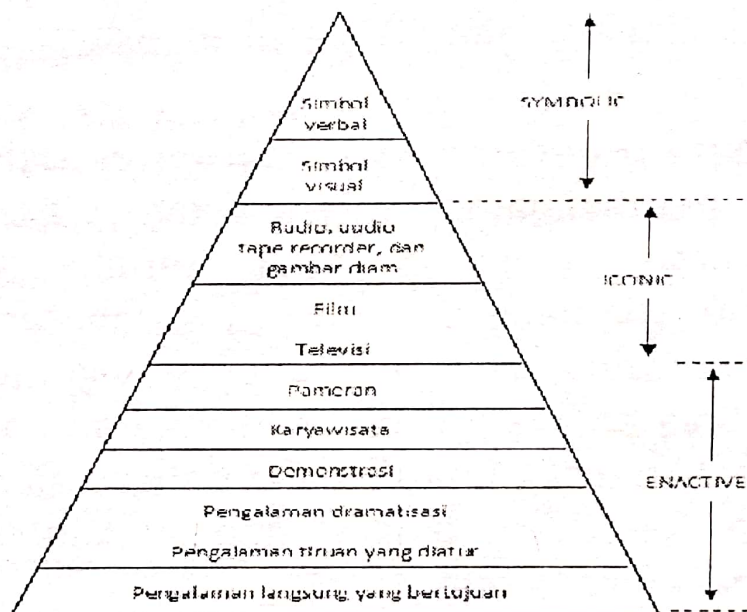 Simbol
verbal
SYMBOLIC
Simbol
visual
Radio, audio
tape recorder, dan
gambar diam
ICONIC
Film
Televisi
Pameran
Karyawisata
Demonstrasi
ENACTIVE
Pengalaman dramatisasi
Pengalaman tiruan yang diatur
Pengalaman langsung yang bertujuan